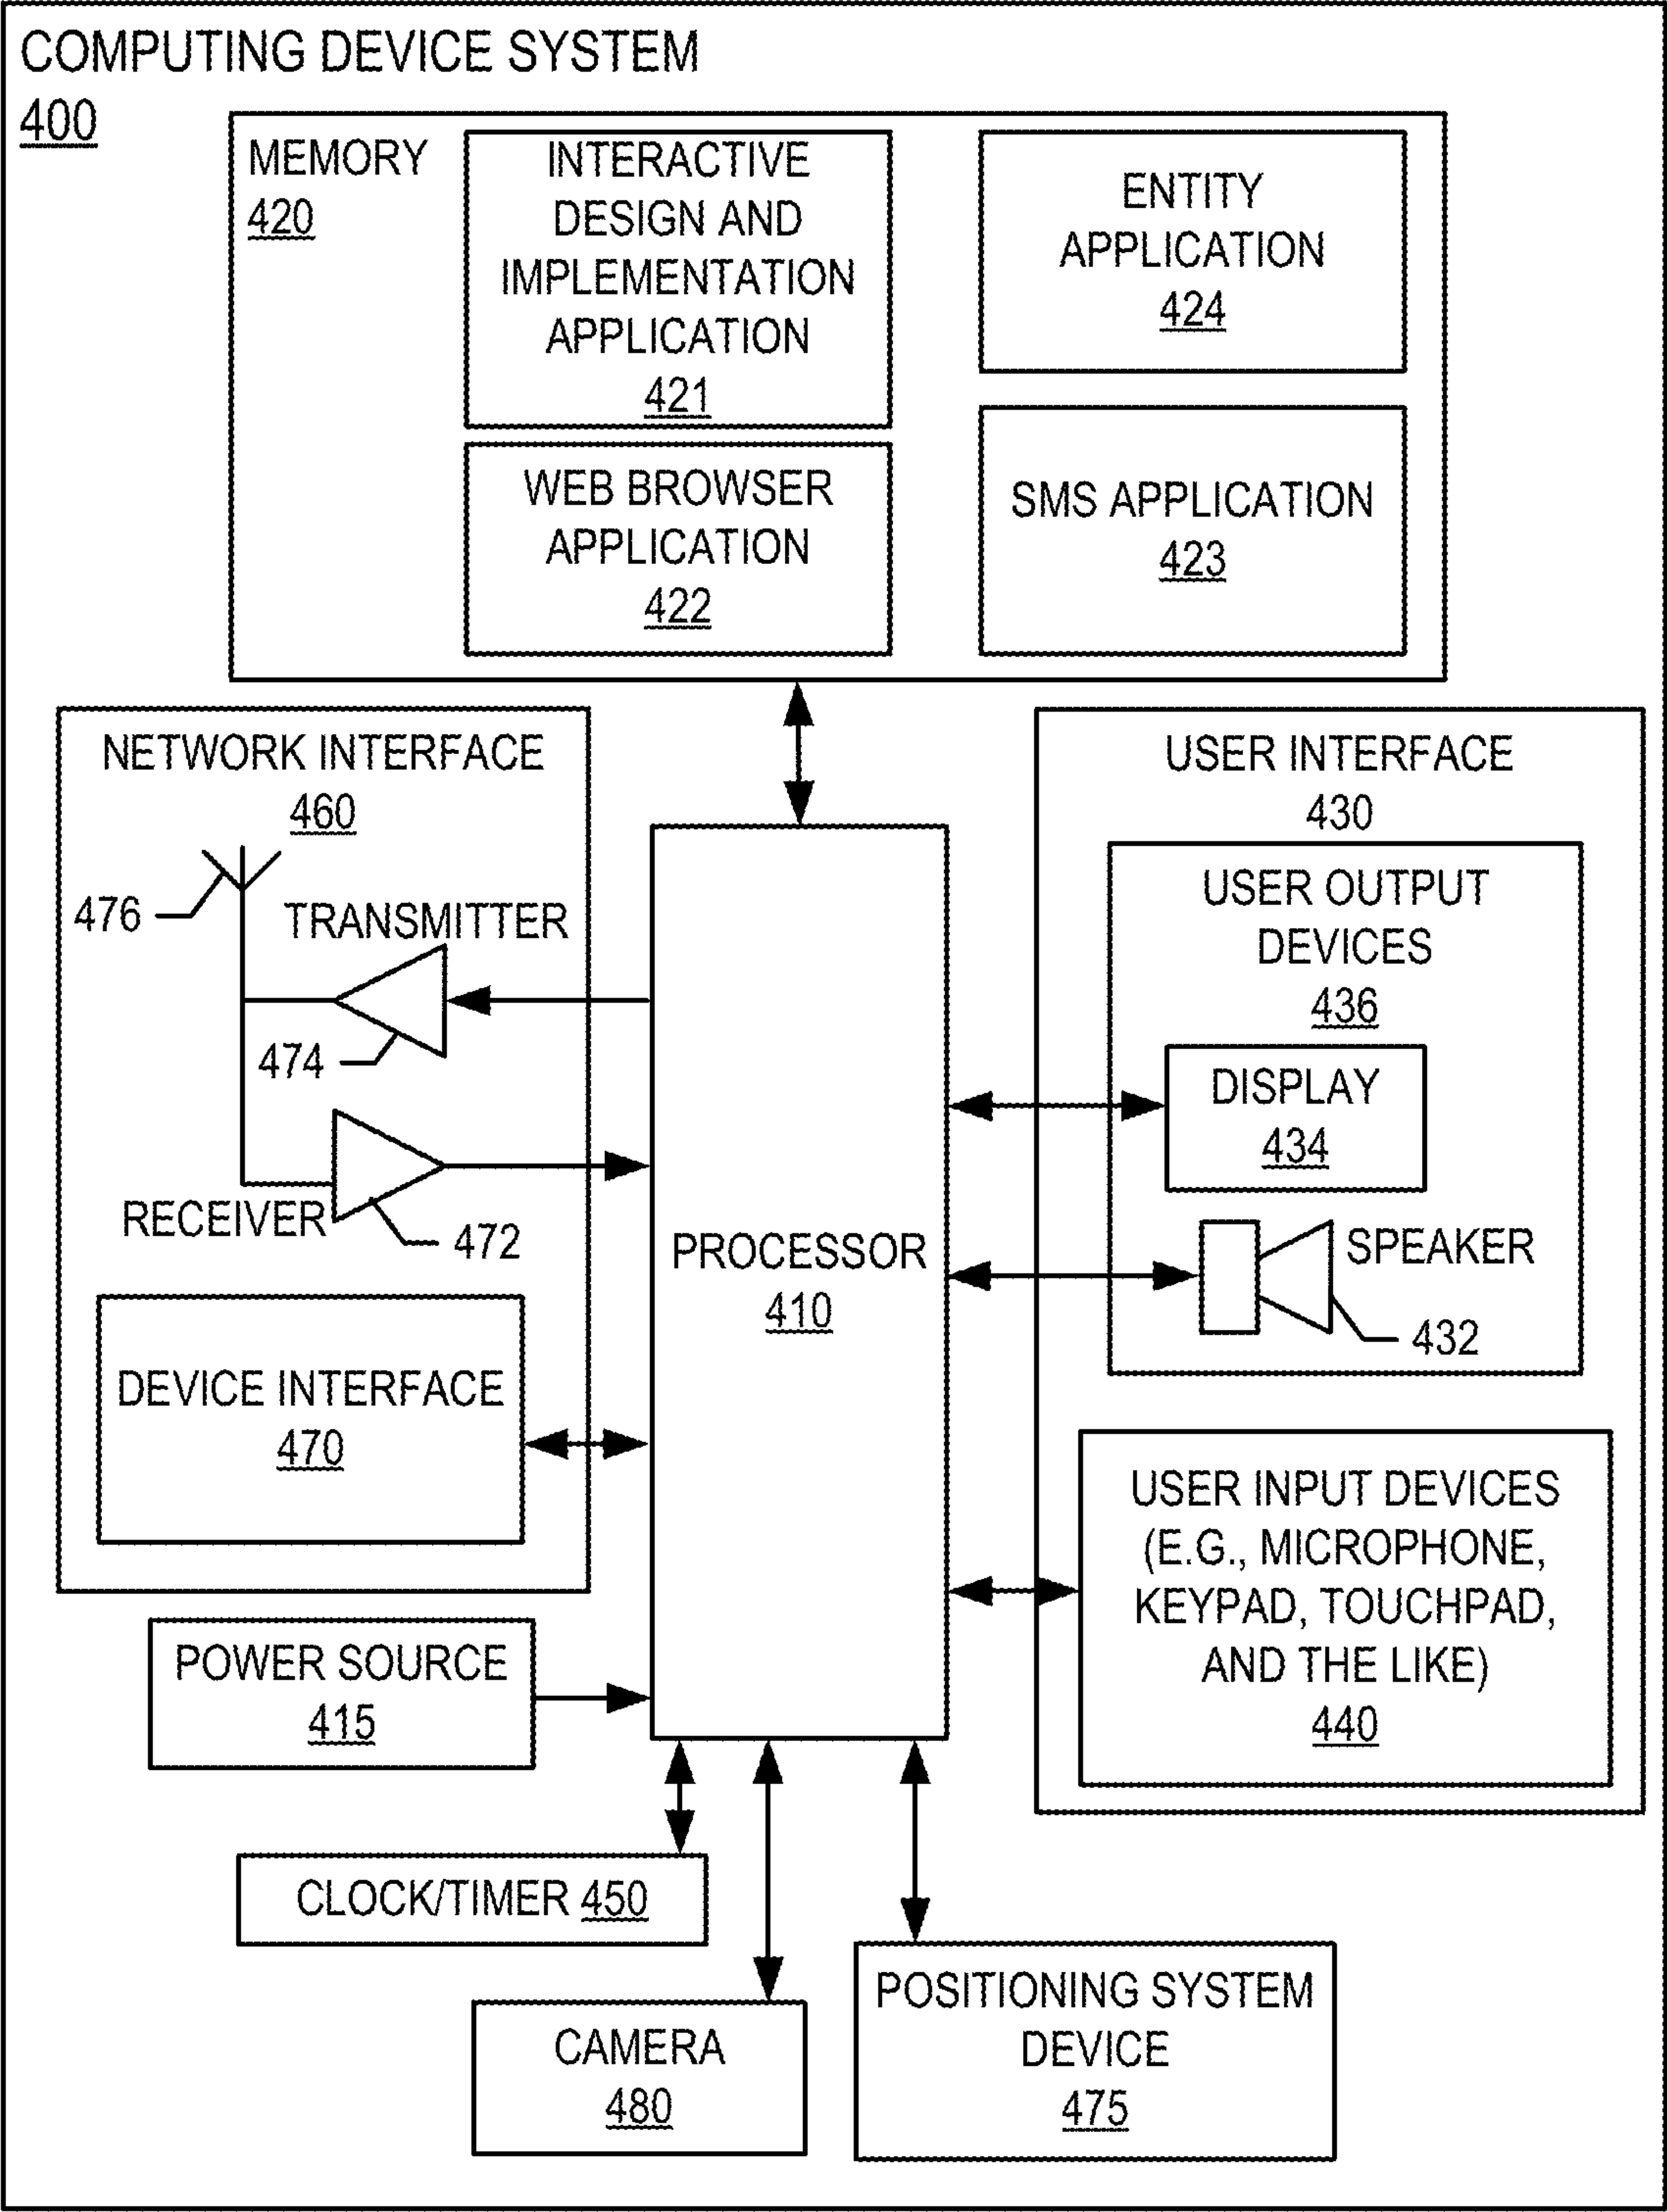 COMPUTING DEVICE SYSTEM
400
MEMORY
420
INTERACTIVE
DESIGN AND
IMPLEMENTATION
APPLICATION
421
ENTITY
APPLICATION
424
WEB BROWSER
APPLICATION
422
SMS APPLICATION
423
NETWORK INTERFACE
460
476
TRANSMITTER
474
RECEIVER
472
DEVICE INTERFACE
470
PROCESSOR
410
USER INTERFACE
430
USER OUTPUT
DEVICES
436
DISPLAY
434
SPEAKER
432
USER INPUT DEVICES
(E.G., MICROPHONE,
KEYPAD, TOUCHPAD,
AND THE LIKE)
440
POWER SOURCE
415
CLOCK/TIMER 450
CAMERA
480
POSITIONING SYSTEM
DEVICE
475